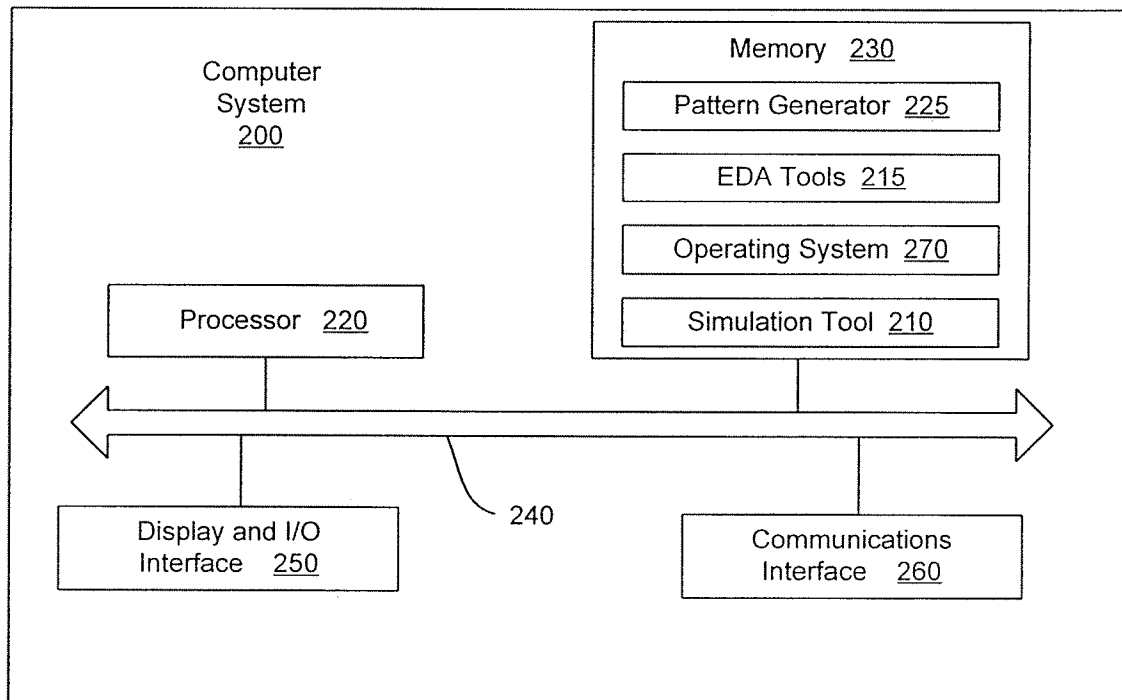 Computer
System
200
Memory 230
Pattern Generator 225
EDA Tools 215
Operating System 270
Simulation Tool 210
Processor 220
240
Display and I/O
Interface 250
Communications
Interface 260